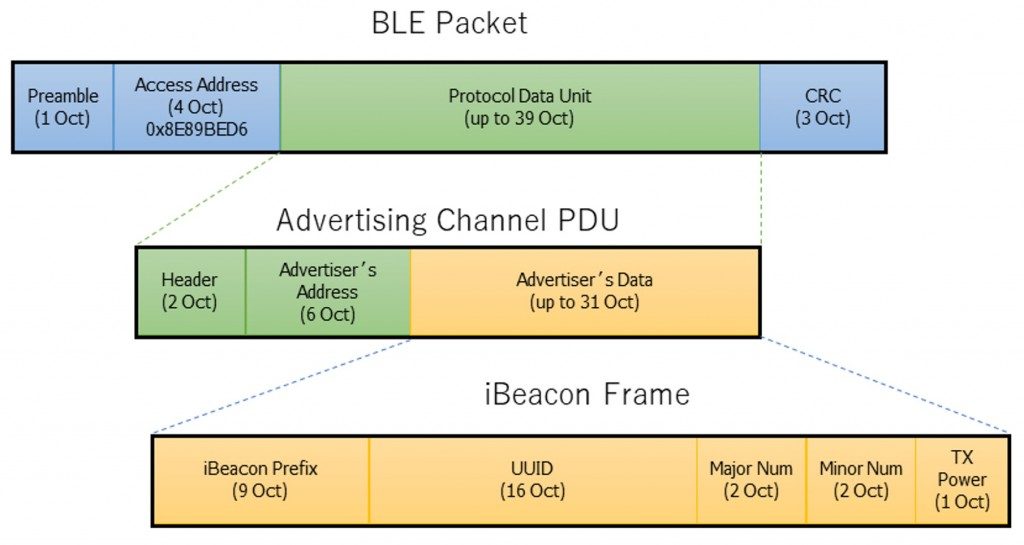 BLE Packet
Preamble
(1 Oct)
Access Address
(4 Oct)
0x8E89BED6
Protocol Data Unit
(up to 39 Oct)
CRC
(3 Oct)
Advertising Channel PDU
Header
(2 Oct)
Advertiser´s
Address
(6 Oct)
Advertiser´s Data
(up to 31 Oct)
iBeacon Frame
iBeacon Prefix
(9 Oct)
UUID
(16 Oct)
Major Num
(2 Oct)
Minor Num
(2 Oct)
TX
Power
(1 Oct)